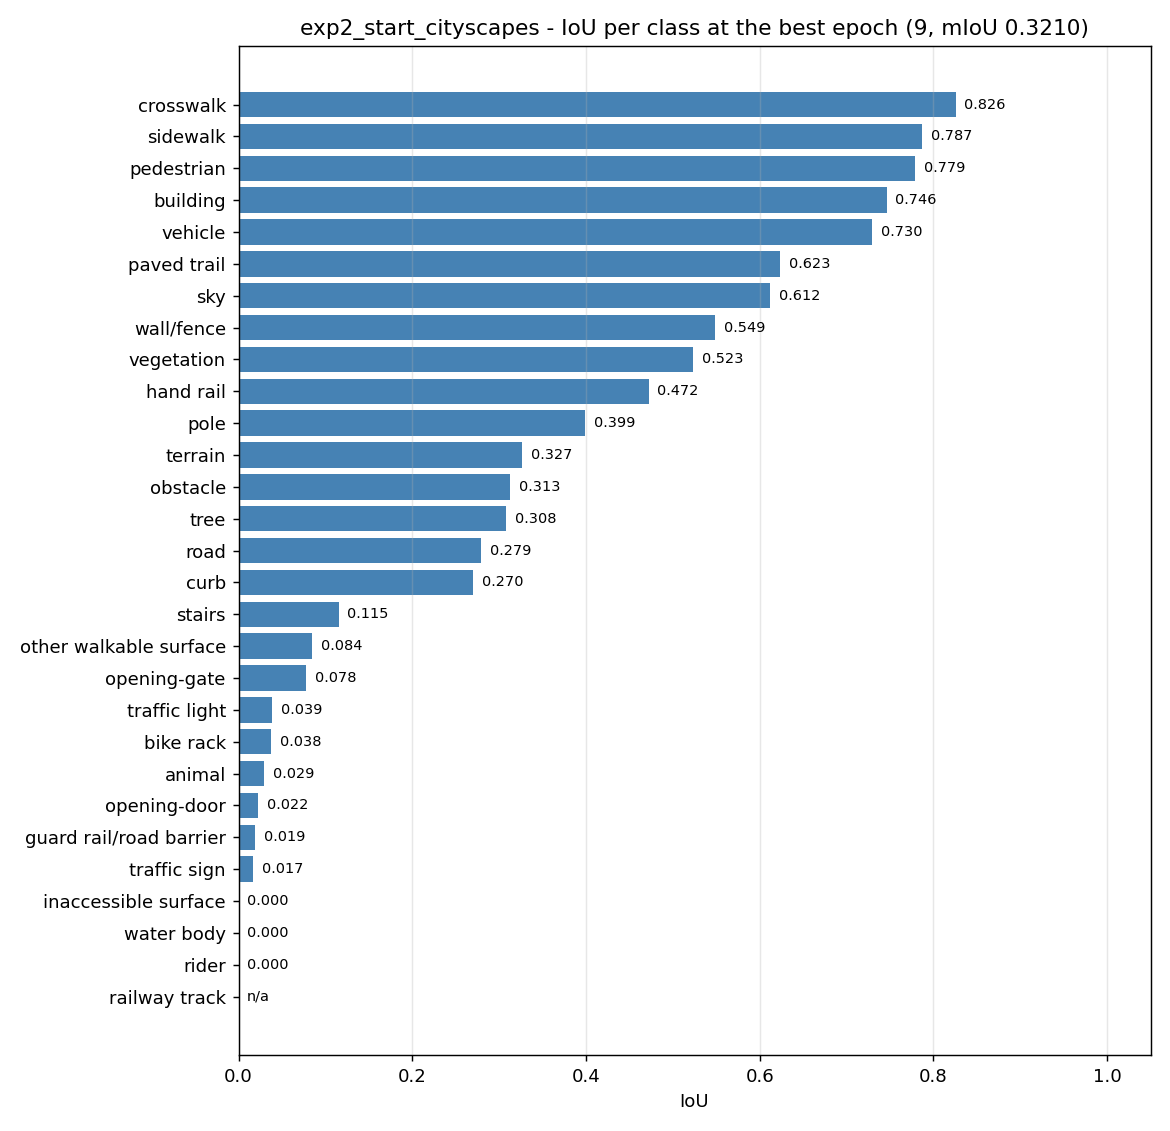 exp2_start_cityscapes - IoU per class at the best epoch (9, mIoU 0.3210)
crosswalk 0.826
sidewalk 0.787
pedestrian 0.779
building 0.746
vehicle 0.730
paved trail 0.623
sky 0.612
wall/fence 0.549
vegetation 0.523
hand rail 0.472
pole 0.399
terrain 0.327
obstacle 0.313
tree 0.308
road 0.279
curb 0.270
stairs 0.115
other walkable surface 0.084
opening-gate 0.078
traffic light 0.039
bike rack 0.038
animal 0.029
opening-door 0.022
guard rail/road barrier 0.019
traffic sign 0.017
inaccessible surface 0.000
water body 0.000
rider 0.000
railway track n/a
0.0 0.2 0.4 0.6 0.8 1.0
IoU